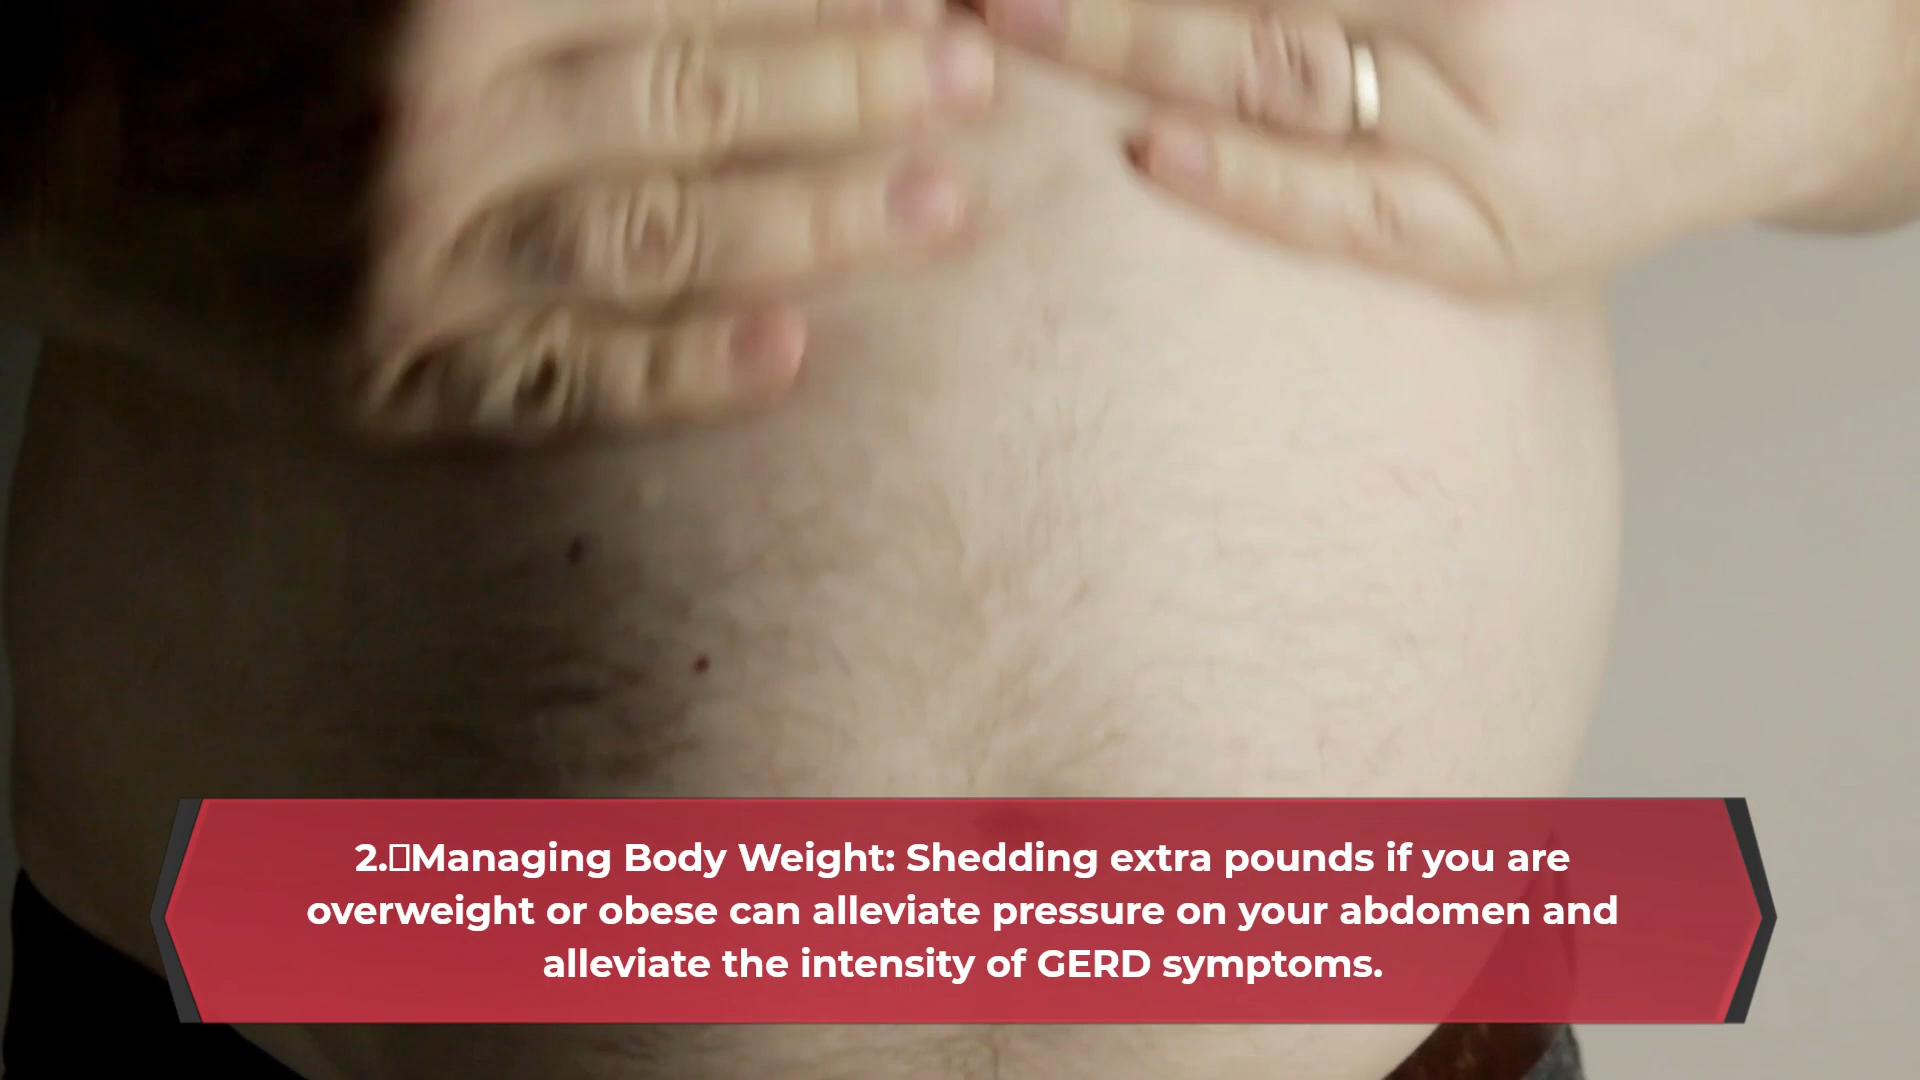 2.□Managing Body Weight: Shedding extra pounds if you are
overweight or obese can alleviate pressure on your abdomen and
alleviate the intensity of GERD symptoms.